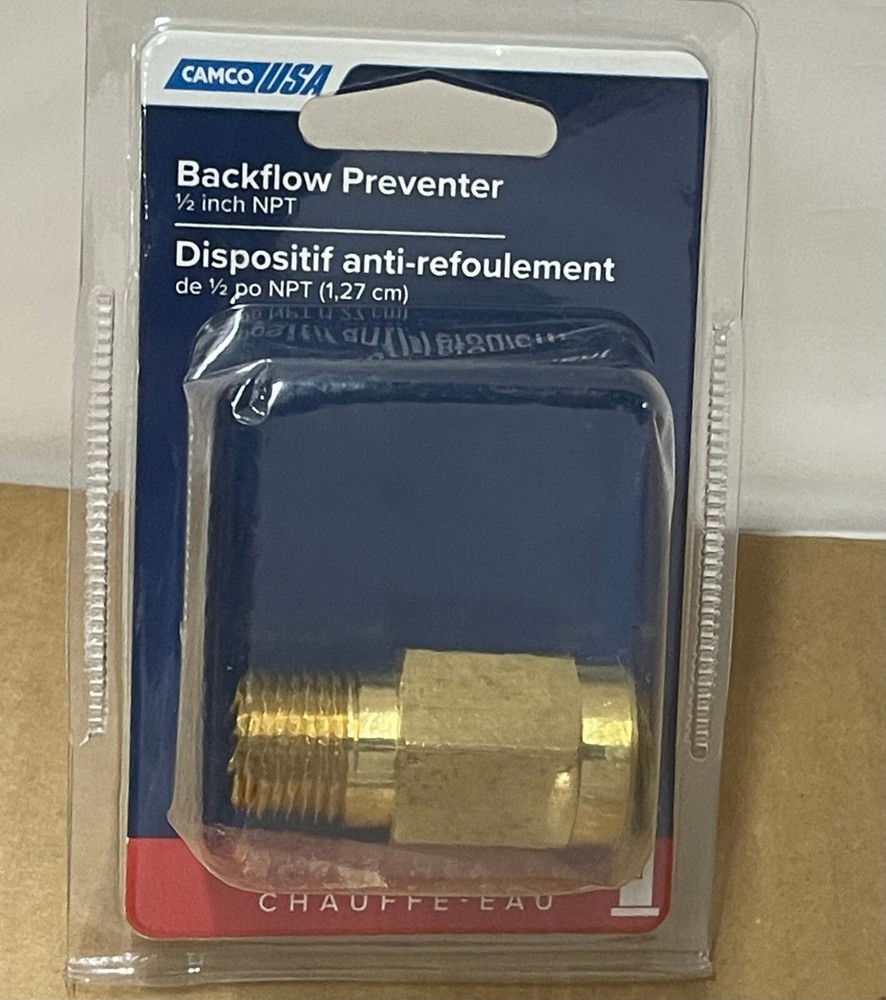 CAMCO USA
Backflow Preventer
½ inch NPT
Dispositif anti-refoulement
de ½ po NPT (1,27 cm)
CHAUFFE-EAU